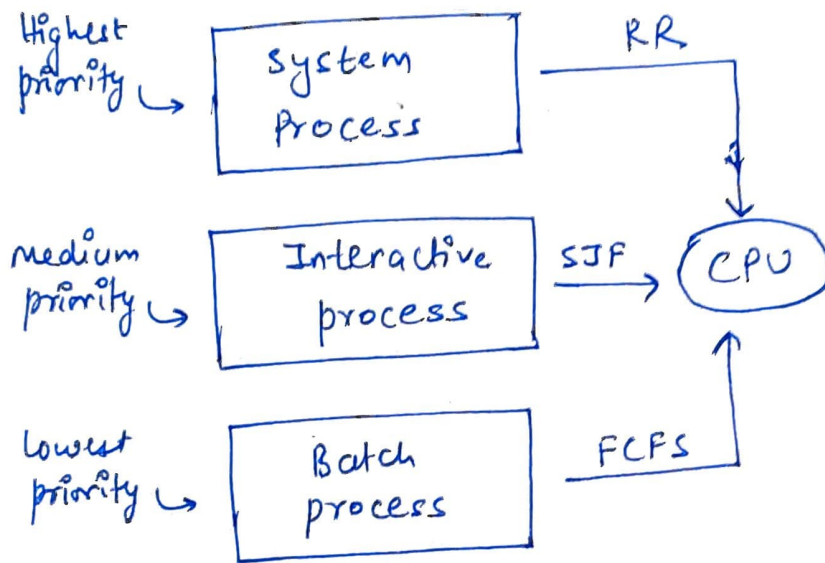 Highest
priority
System
Process
RR
medium
priority
Interactive
process
SJF
CPU
lowest
priority
Batch
process
FCFS